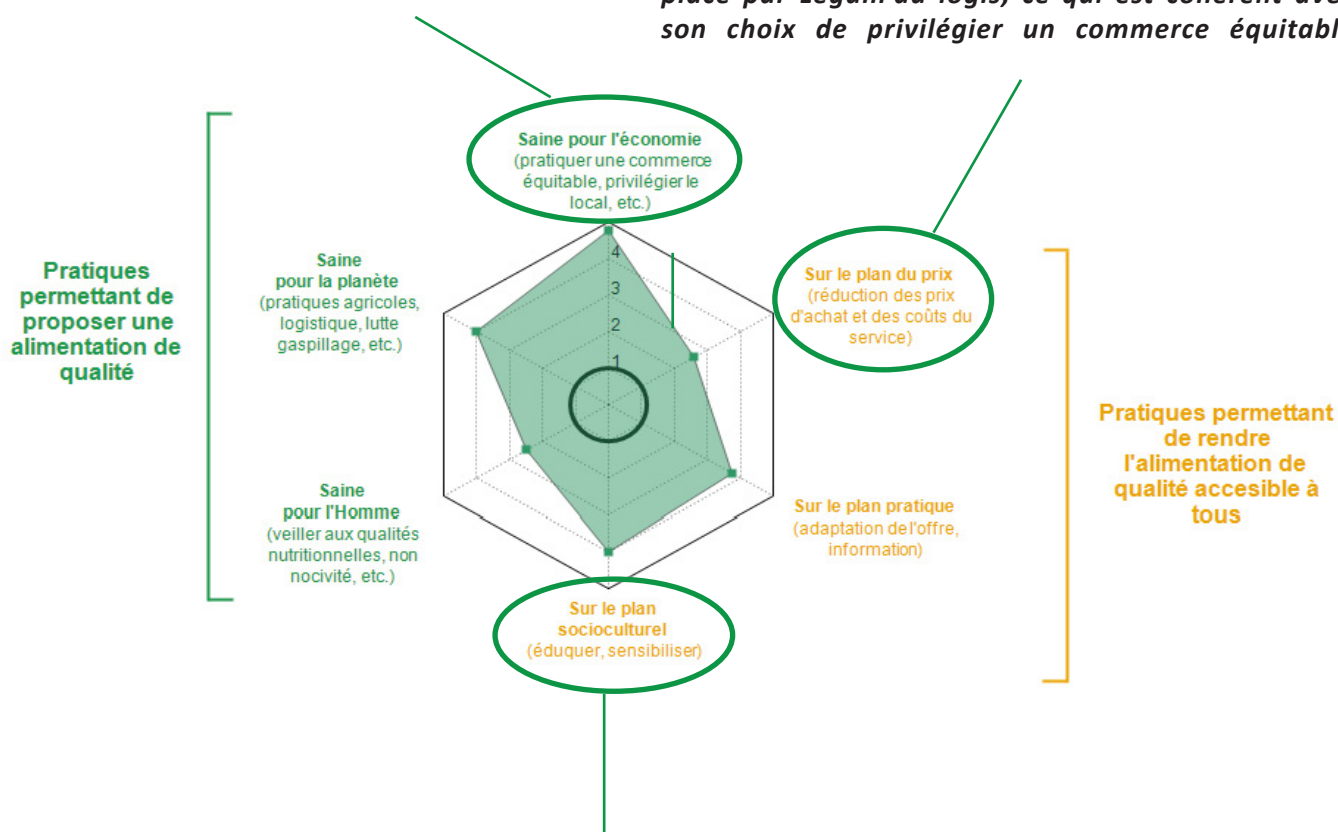 place par Légum'au logis, ce qui est cohérent ave
son choix de privilégier un commerce équitabl
Saine pour l'économie
(pratiquer une commerce
équitable, privilégier le
local, etc.)
Saine
pour la planète
(pratiques agricoles,
logistique, lutte
gaspillage, etc.)
Pratiques
permettant de
proposer une
alimentation de
qualité
4
3
2
1
Sur le plan du prix
(réduction des prix
d'achat et des coûts du
service)
Pratiques permettant
de rendre
l'alimentation de
qualité accesible à
tous
Saine
pour l'Homme
(veiller aux qualités
nutritionnelles, non
nocivité, etc.)
Sur le plan pratique
(adaptation de l'offre,
information)
Sur le plan
socioculturel
(éduquer, sensibiliser)